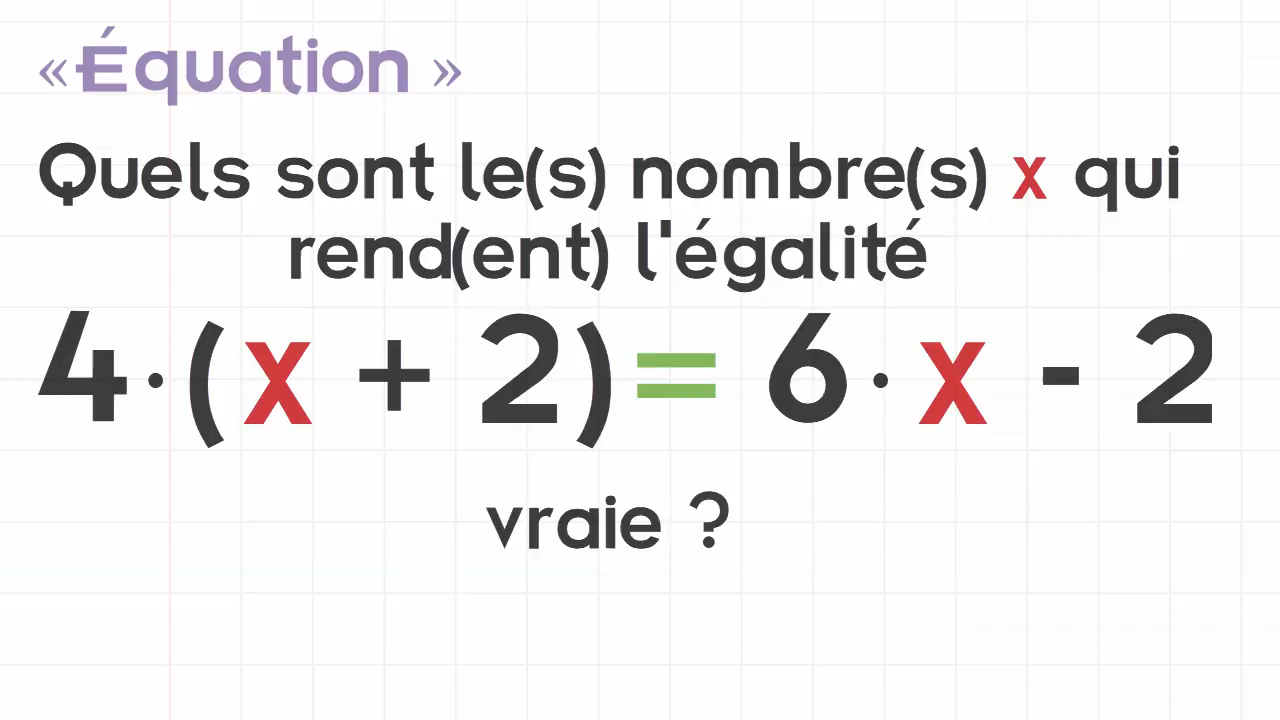 « Équation »
Quels sont le(s) nombre(s) x qui
rend(ent) l'égalité
4·(x + 2) = 6·x - 2
vraie ?